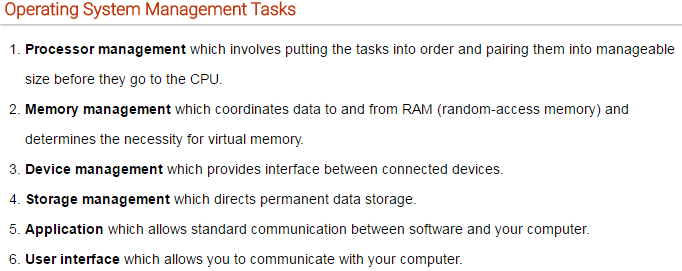 Operating System Management Tasks
1. Processor management which involves putting the tasks into order and pairing them into manageable
size before they go to the CPU.
2. Memory management which coordinates data to and from RAM (random-access memory) and
determines the necessity for virtual memory.
3. Device management which provides interface between connected devices.
4. Storage management which directs permanent data storage.
5. Application which allows standard communication between software and your computer.
6. User interface which allows you to communicate with your computer.